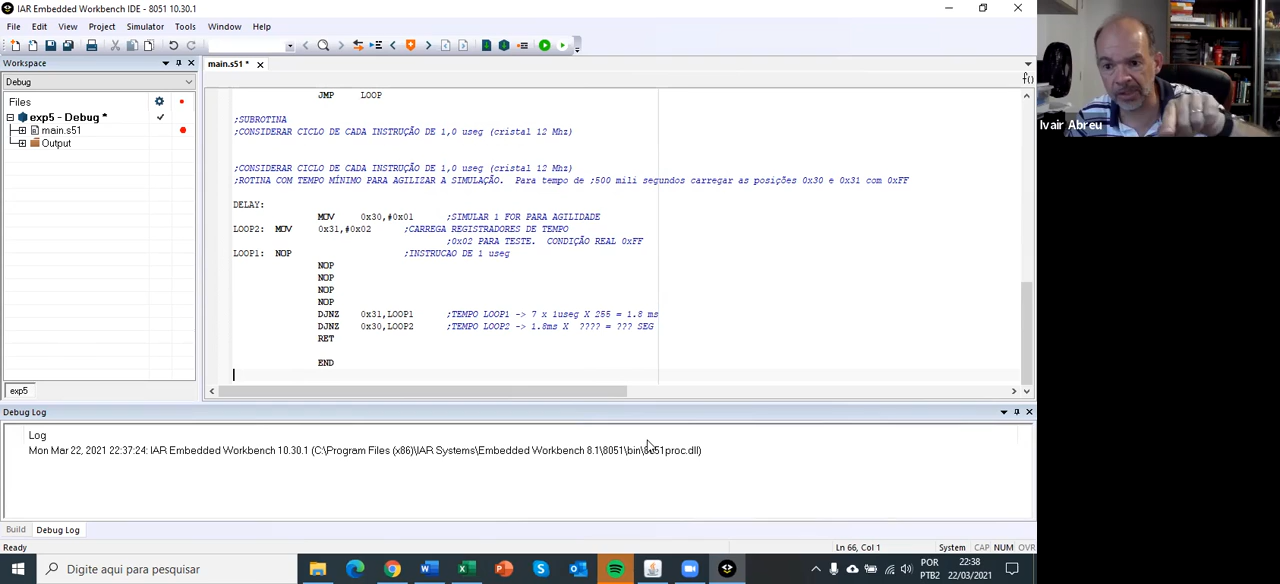 IAR Embedded Workbench IDE - 8051 10.30.1
File Edit View Project Simulator Tools Window Help
Workspace
main.s51 *
Debug
Files
exp5 - Debug *
main.s51
Output
exp5
f()
JMP LOOP
;SUBROTINA
;CONSIDERAR CICLO DE CADA INSTRUÇÃO DE 1,0 useg (cristal 12 Mhz)
;CONSIDERAR CICLO DE CADA INSTRUÇÃO DE 1,0 useg (cristal 12 Mhz)
;ROTINA COM TEMPO MÍNIMO PARA AGILIZAR A SIMULAÇÃO. Para tempo de ;500 mili segundos carregar as posições 0x30 e 0x31 com 0xFF
DELAY:
MOV 0x30,#0x01 ;SIMULAR 1 FOR PARA AGILIDADE
LOOP2: MOV 0x31,#0x02 ;CARREGA REGISTRADORES DE TEMPO
;0x02 PARA TESTE. CONDIÇÃO REAL 0xFF
LOOP1: NOP ;INSTRUCAO DE 1 useg
NOP
NOP
NOP
NOP
DJNZ 0x31,LOOP1 ;TEMPO LOOP1 -> 7 x 1useg X 255 = 1.8 ms
DJNZ 0x30,LOOP2 ;TEMPO LOOP2 -> 1.8ms X ???? = ??? SEG
RET
END
Ivair Abreu
Debug Log
Log
Mon Mar 22, 2021 22:37:24: IAR Embedded Workbench 10.30.1 (C:\Program Files (x86)\IAR Systems\Embedded Workbench 8.1\8051\bin\8051proc.dll)
Build Debug Log
Ready
Ln 66, Col 1 System CAP NUM OVR
Digite aqui para pesquisar
POR
PTB2
22:38
22/03/2021